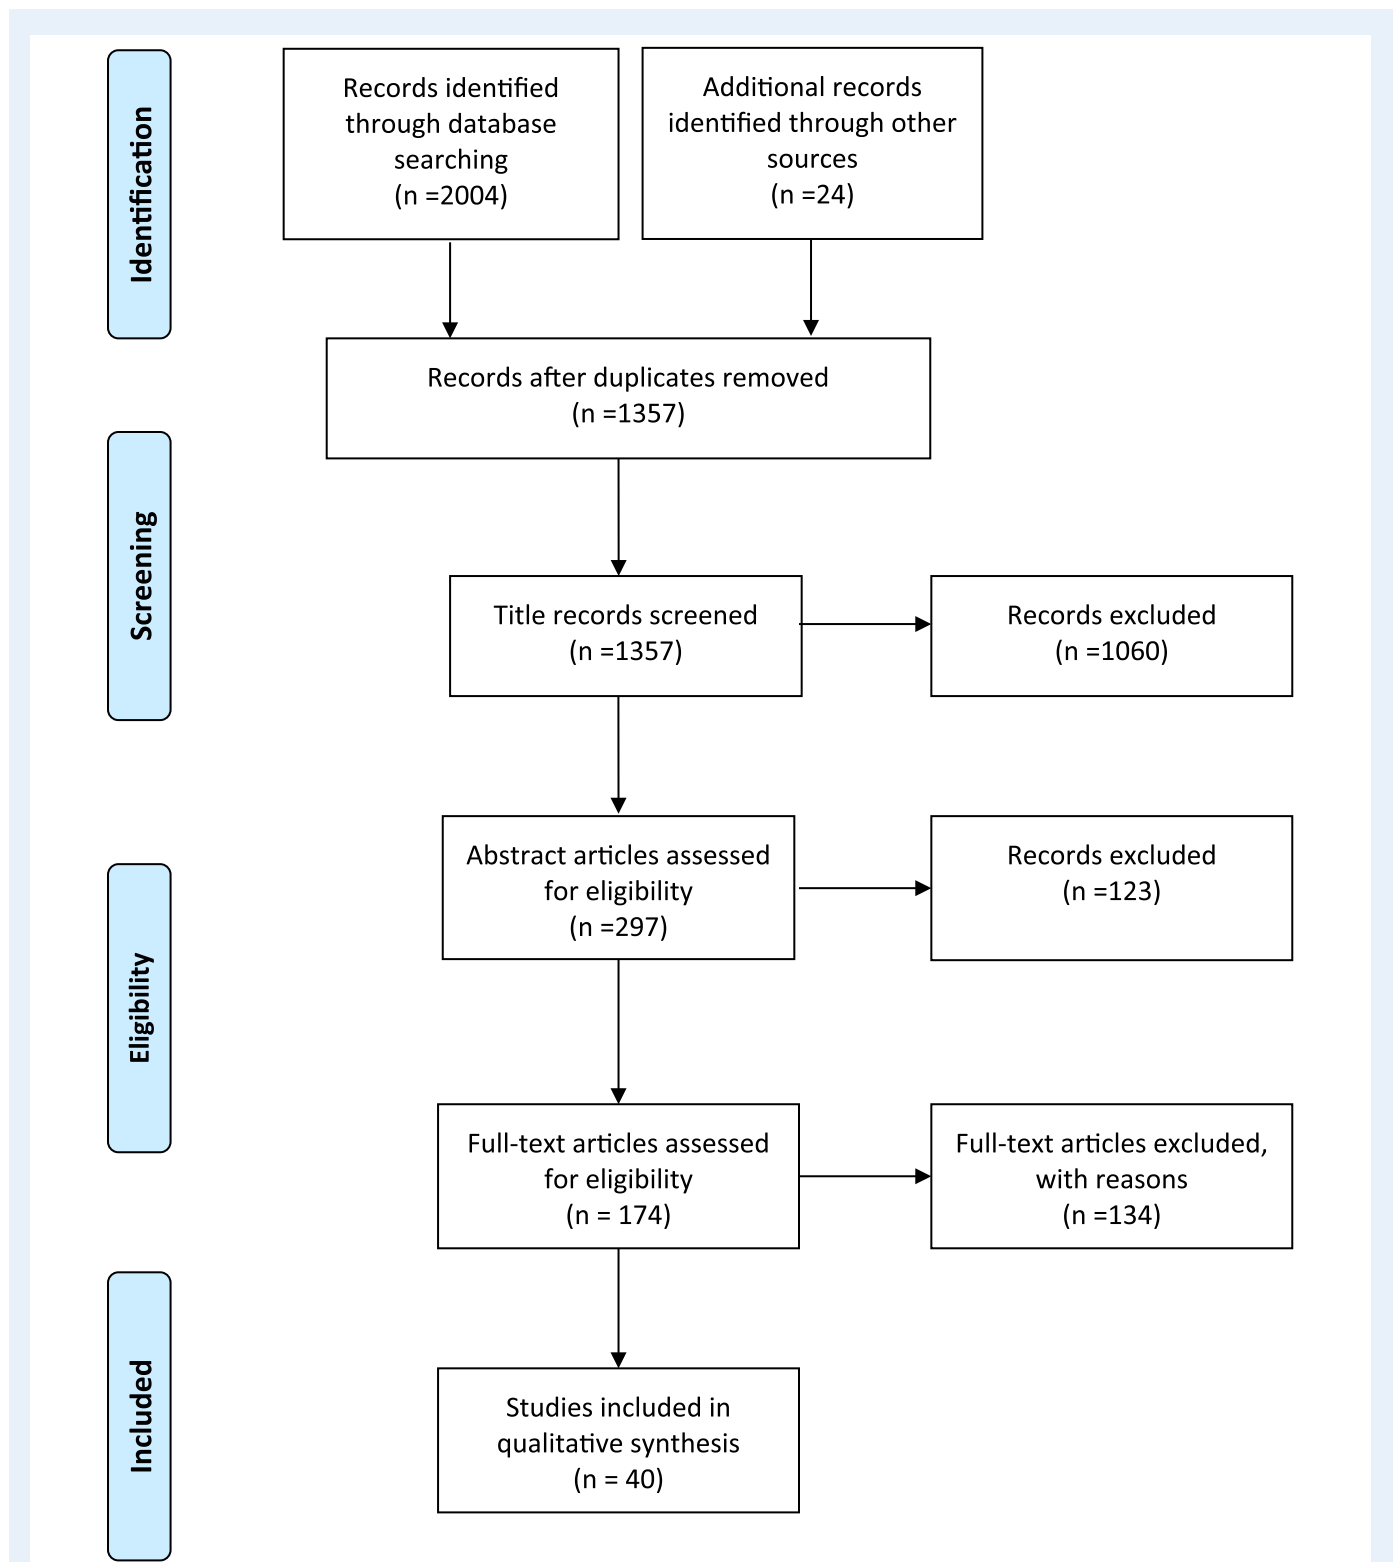 Identification
Records identified
through database
searching
(n =2004)
Additional records
identified through other
sources
(n =24)
Records after duplicates removed
(n =1357)
Screening
Title records screened
(n =1357)
Records excluded
(n =1060)
Eligibility
Abstract articles assessed
for eligibility
(n =297)
Records excluded
(n =123)
Full-text articles assessed
for eligibility
(n = 174)
Full-text articles excluded,
with reasons
(n =134)
Included
Studies included in
qualitative synthesis
(n = 40)